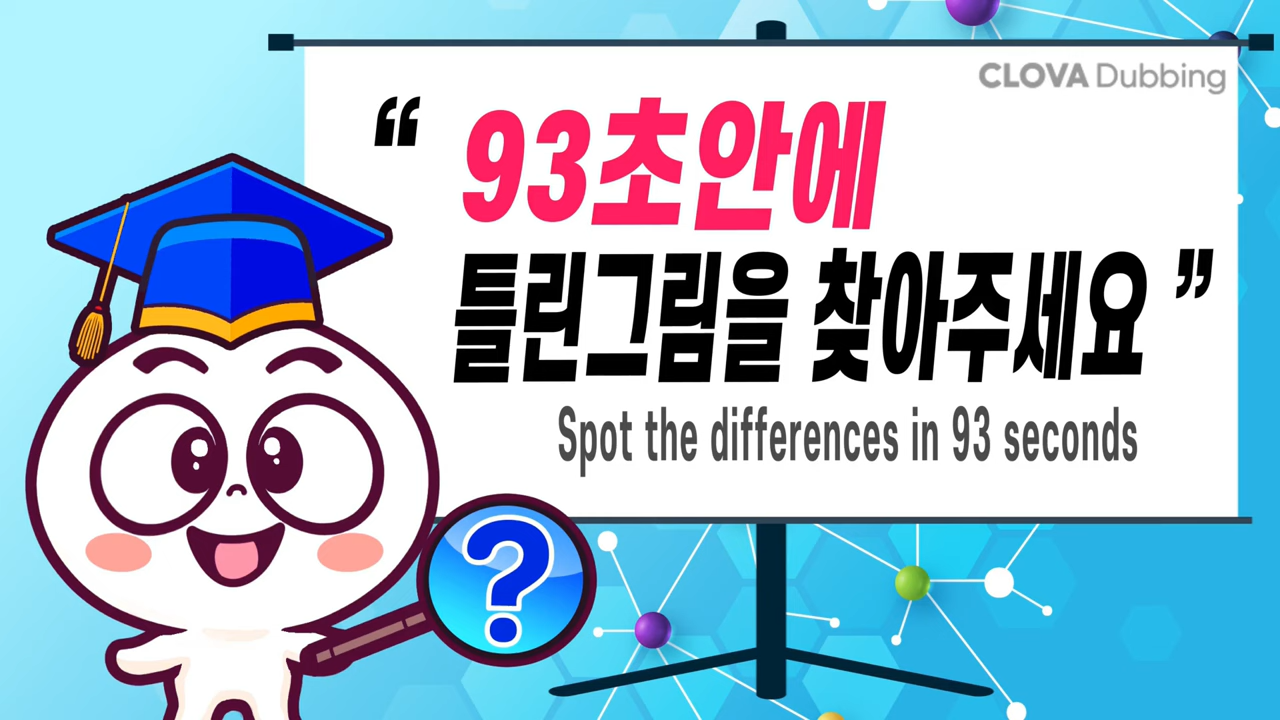 CLOVA Dubbing
“ 93초안에
틀린그림을 찾아주세요 ”
Spot the differences in 93 seconds
?